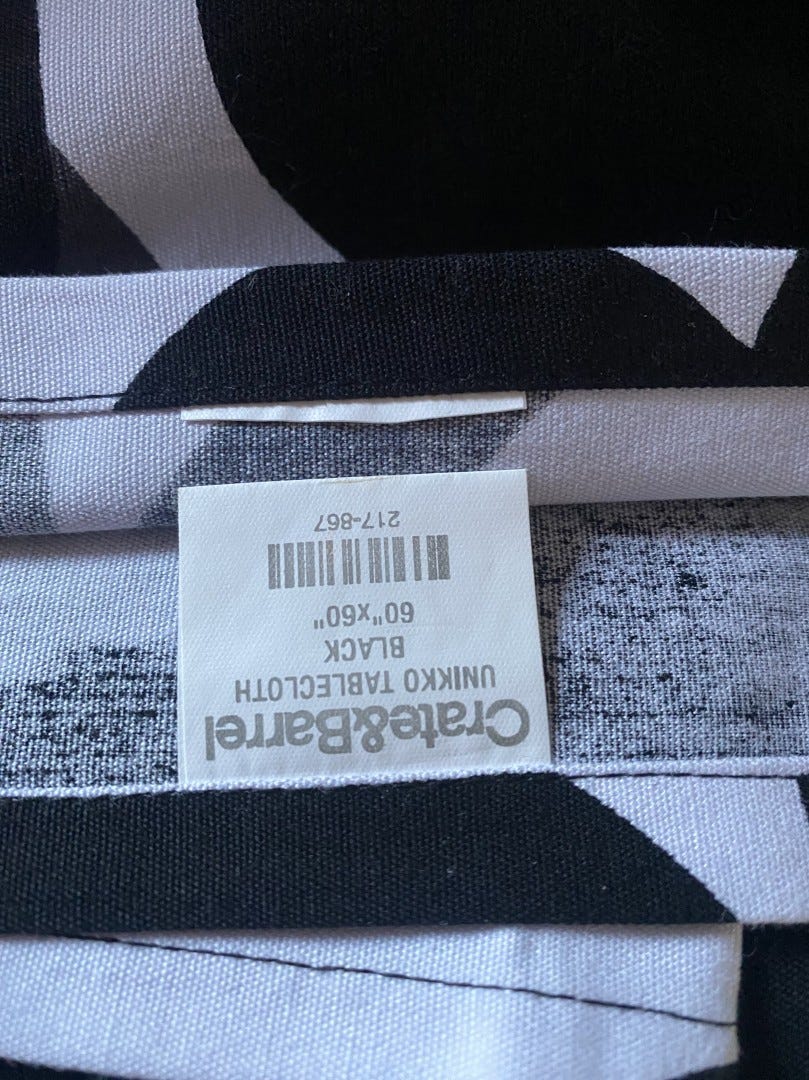 Crate&Barrel
UNIKKO TABLECLOTH
BLACK
60"x60"
217-867